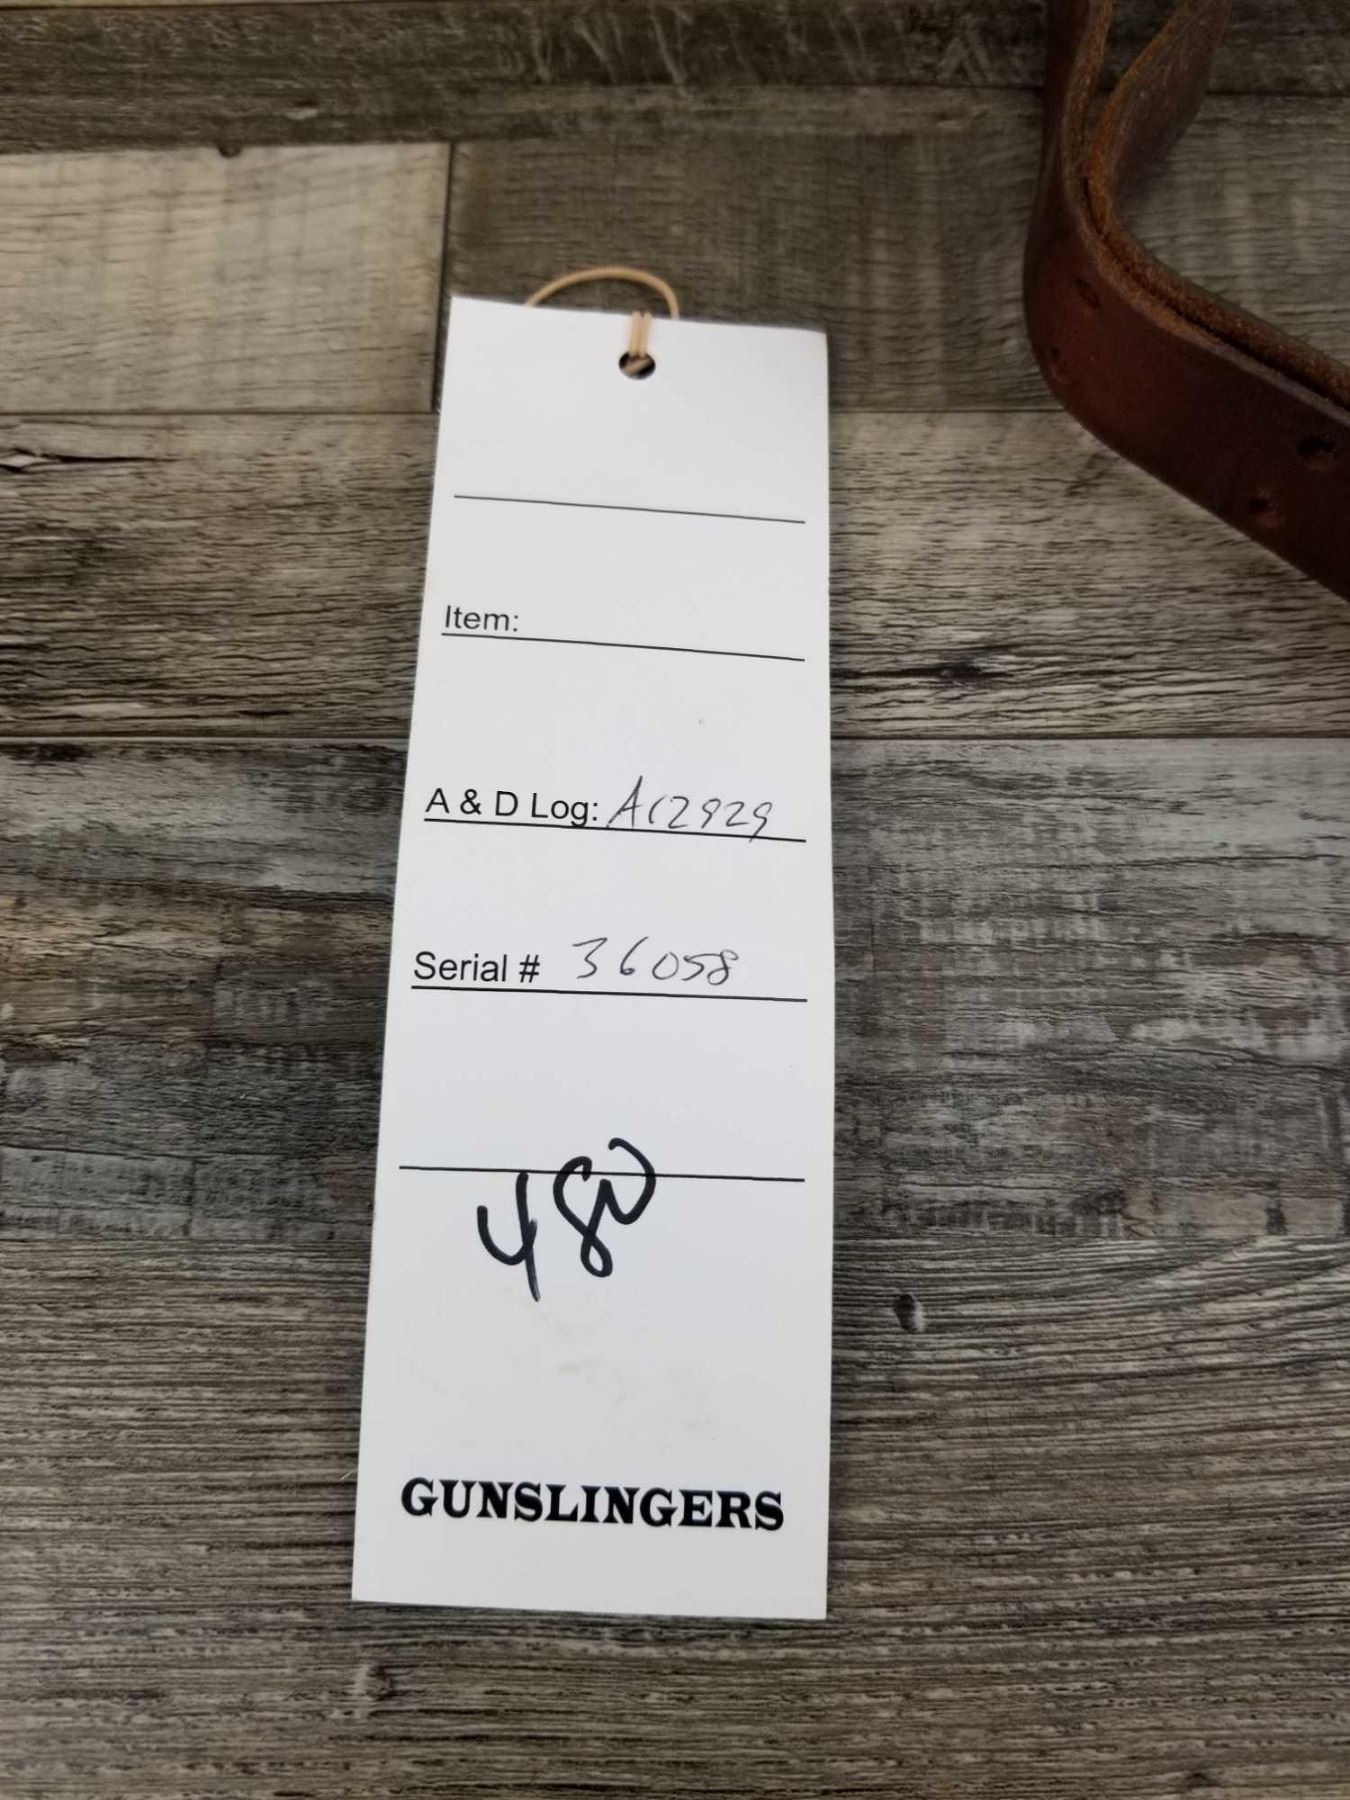 Item:
A & D Log: A12929
Serial # 36058
480
GUNSLINGERS